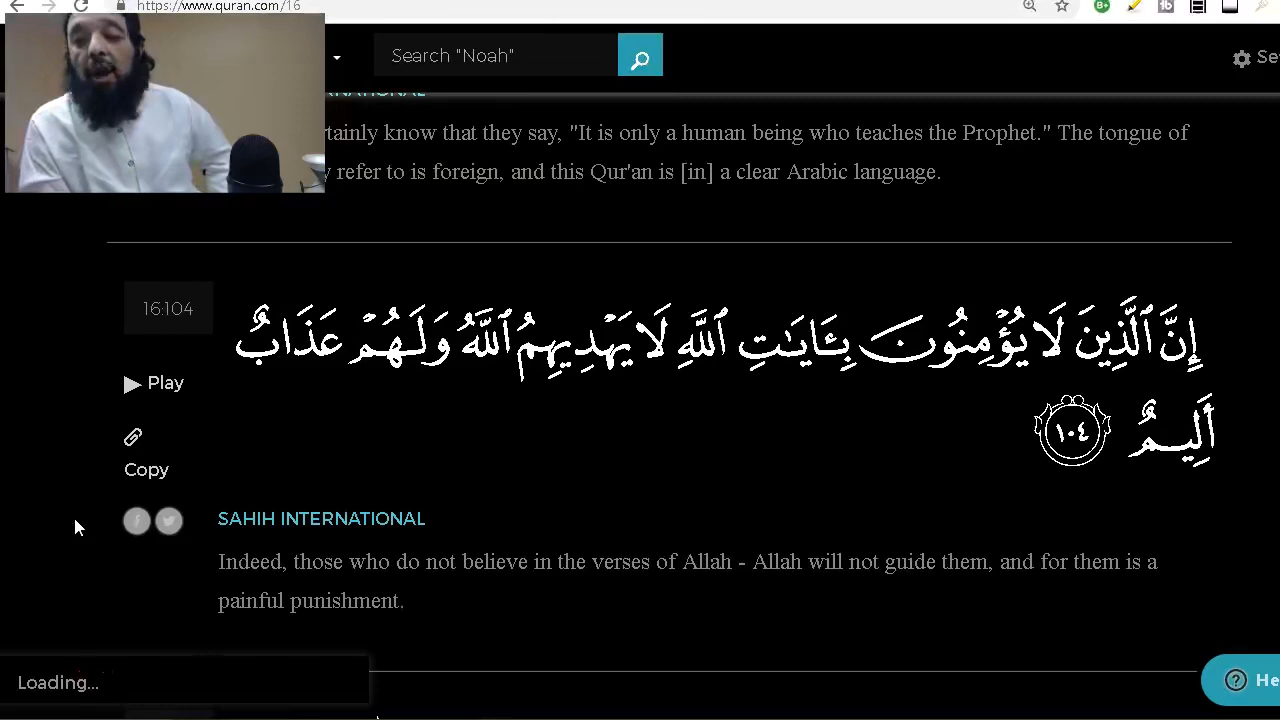 https://www.quran.com/16
Search "Noah"
tainly know that they say, "It is only a human being who teaches the Prophet." The tongue of
refer to is foreign, and this Qur'an is [in] a clear Arabic language.
16:104
إِنَّ ٱلَّذِينَ لَا يُؤْمِنُونَ بِـَٔايَـٰتِ ٱللَّهِ لَا يَهْدِيهِمُ ٱللَّهُ وَلَهُمْ عَذَابٌ
أَلِيمٌ ١٠٤
Play
Copy
SAHIH INTERNATIONAL
Indeed, those who do not believe in the verses of Allah - Allah will not guide them, and for them is a
painful punishment.
Loading...